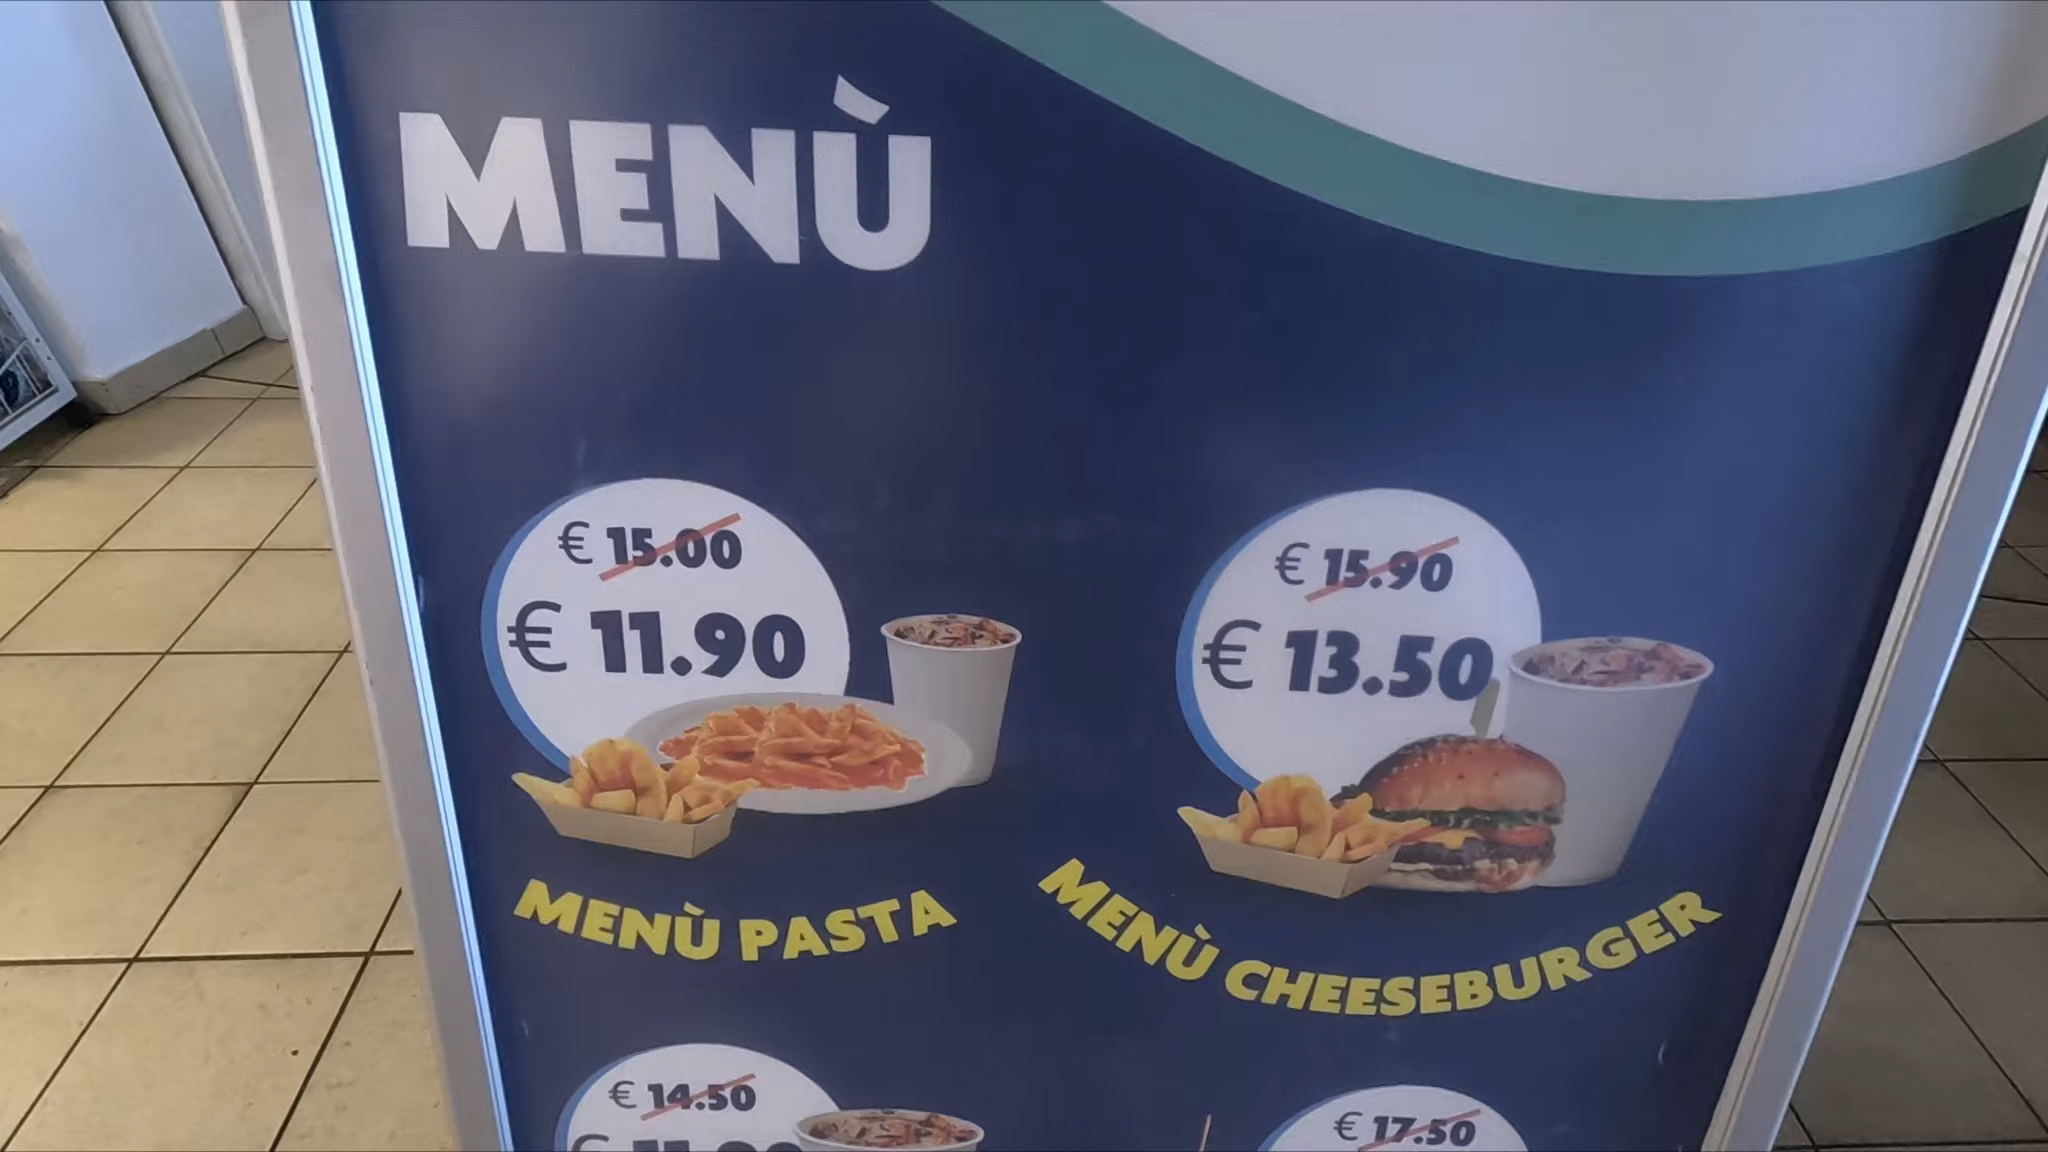 MENÙ
€ 15.00
€ 11.90
MENÙ PASTA
€ 15.90
€ 13.50
MENÙ CHEESEBURGER
€ 14.50
€ 17.50